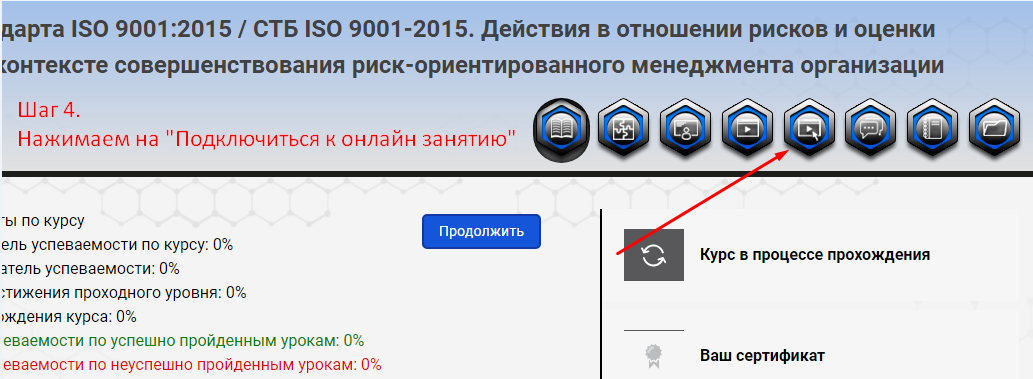 дарта ISO 9001:2015 / СТБ ISO 9001-2015. Действия в отношении рисков и оценки
контексте совершенствования риск-ориентированного менеджмента организации
Шаг 4.
Нажимаем на "Подключиться к онлайн занятию"
ты по курсу
Продолжить
ель успеваемости по курсу: 0%
атель успеваемости: 0%
Курс в процессе прохождения
стижения проходного уровня: 0%
ождения курса: 0%
еваемости по успешно пройденным урокам: 0%
Ваш сертификат
еваемости по неуспешно пройденным урокам: 0%